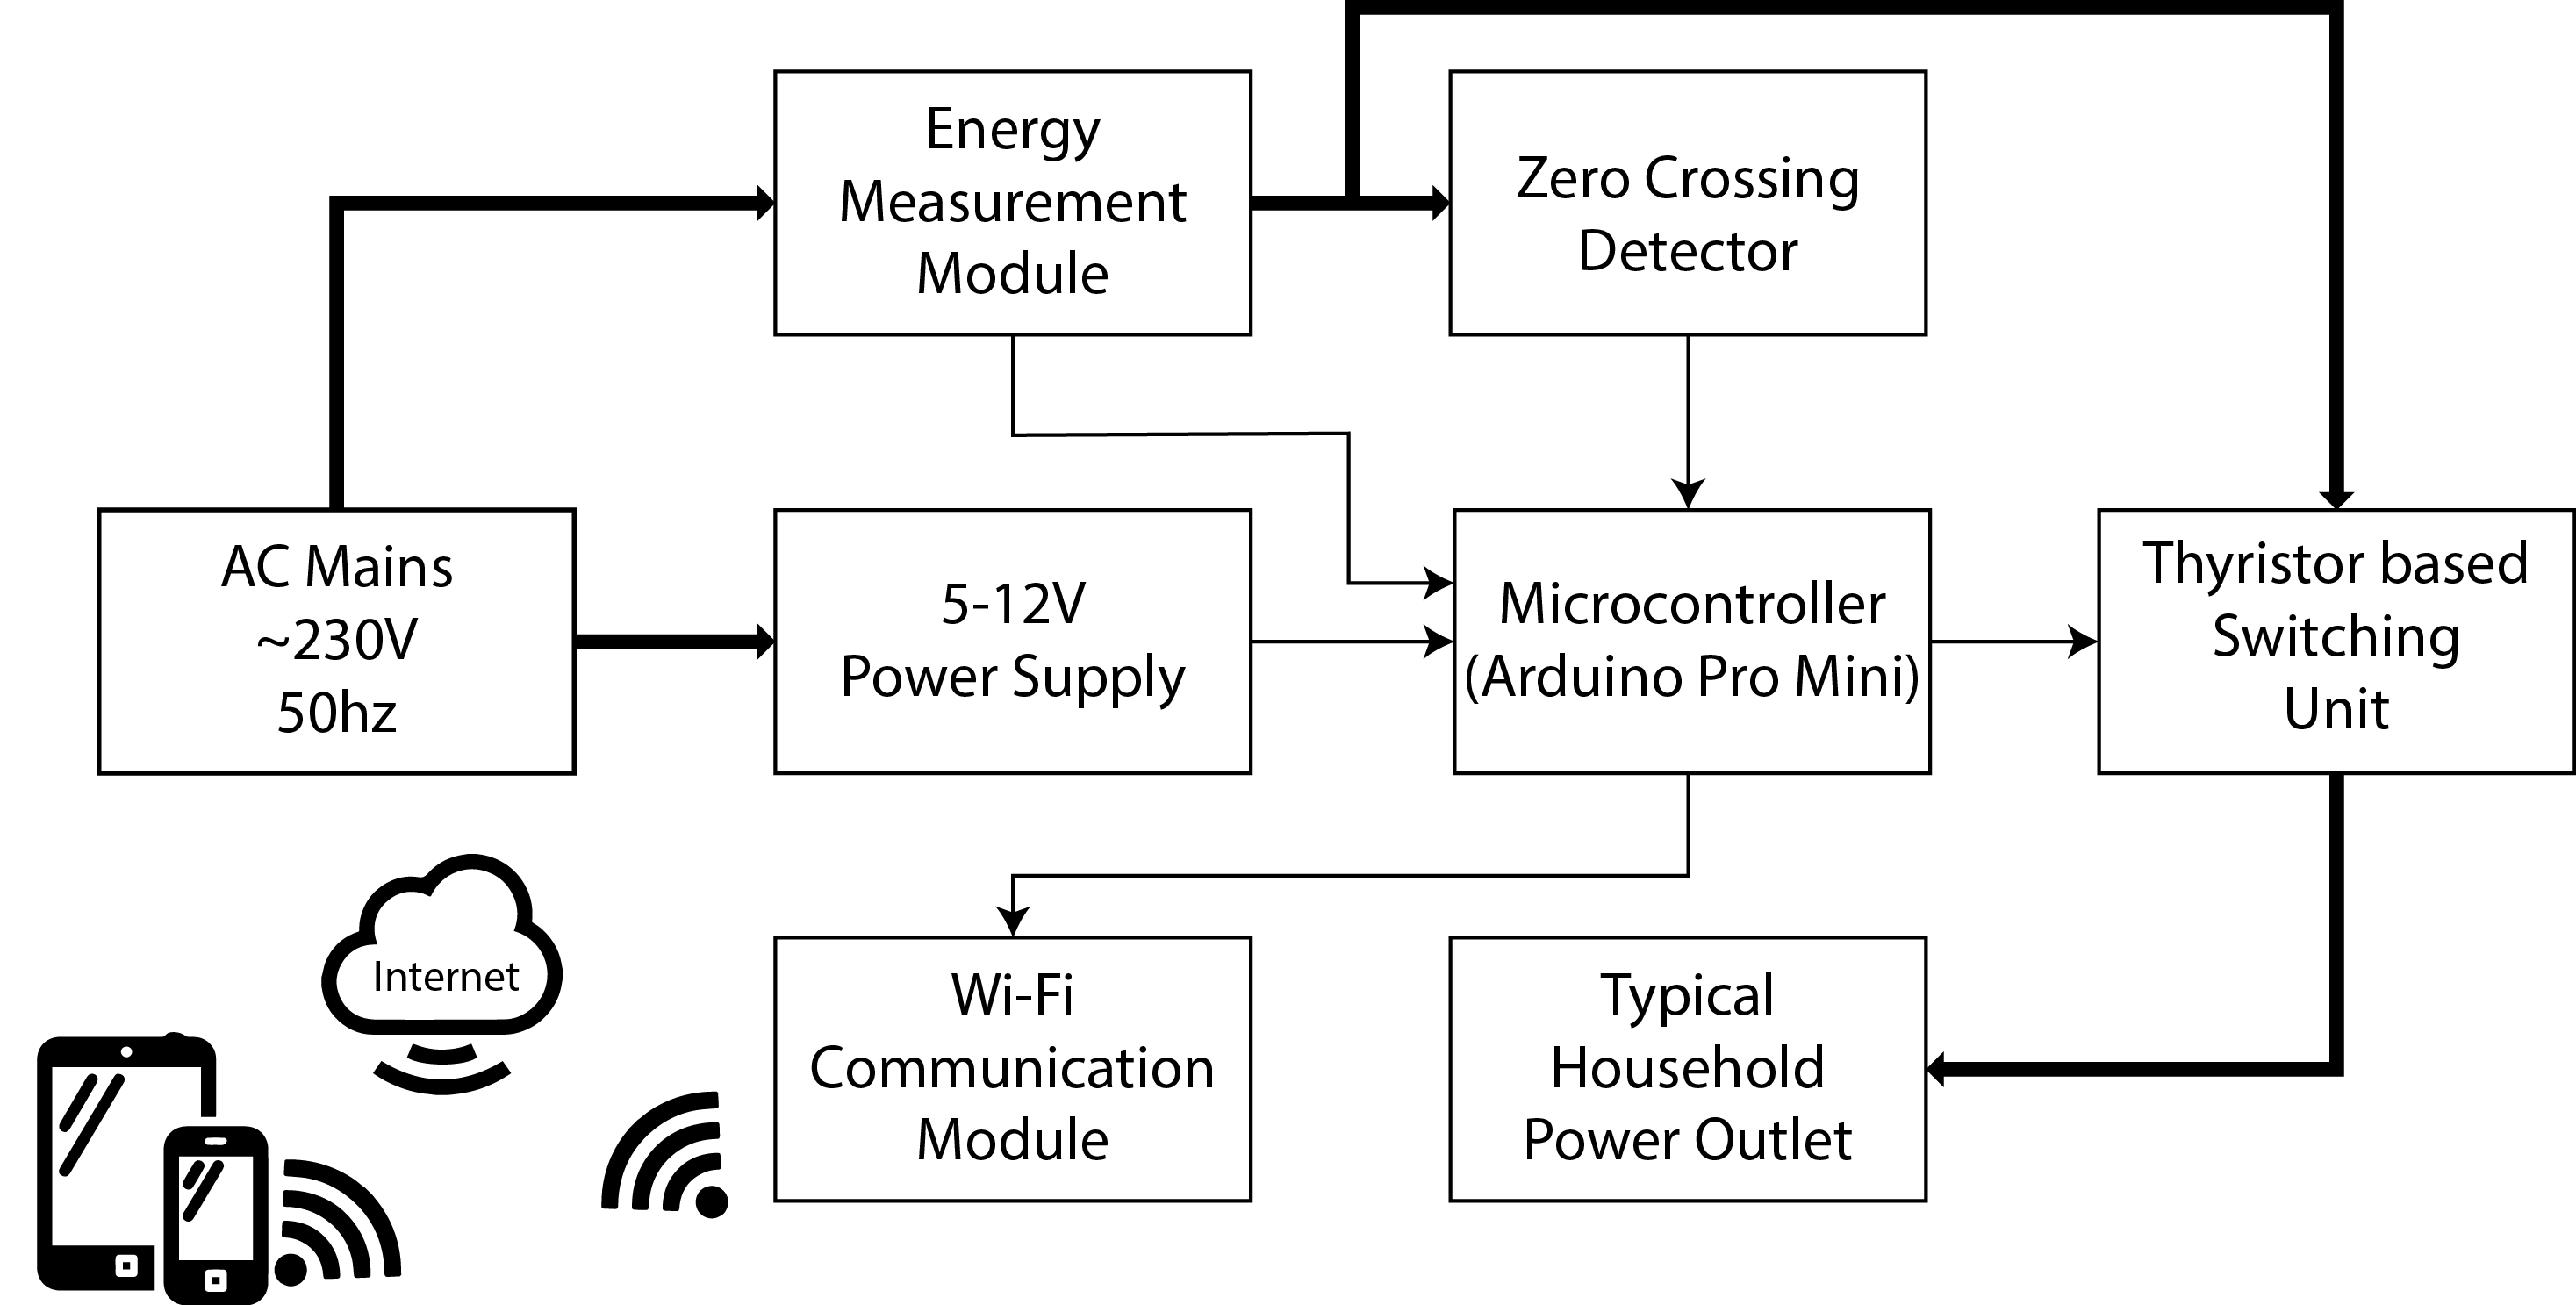 Energy
Measurement
Module
Zero Crossing
Detector
AC Mains
~230V
50hz
5-12V
Power Supply
Microcontroller
(Arduino Pro Mini)
Thyristor based
Switching
Unit
Internet
Wi-Fi
Communication
Module
Typical
Household
Power Outlet